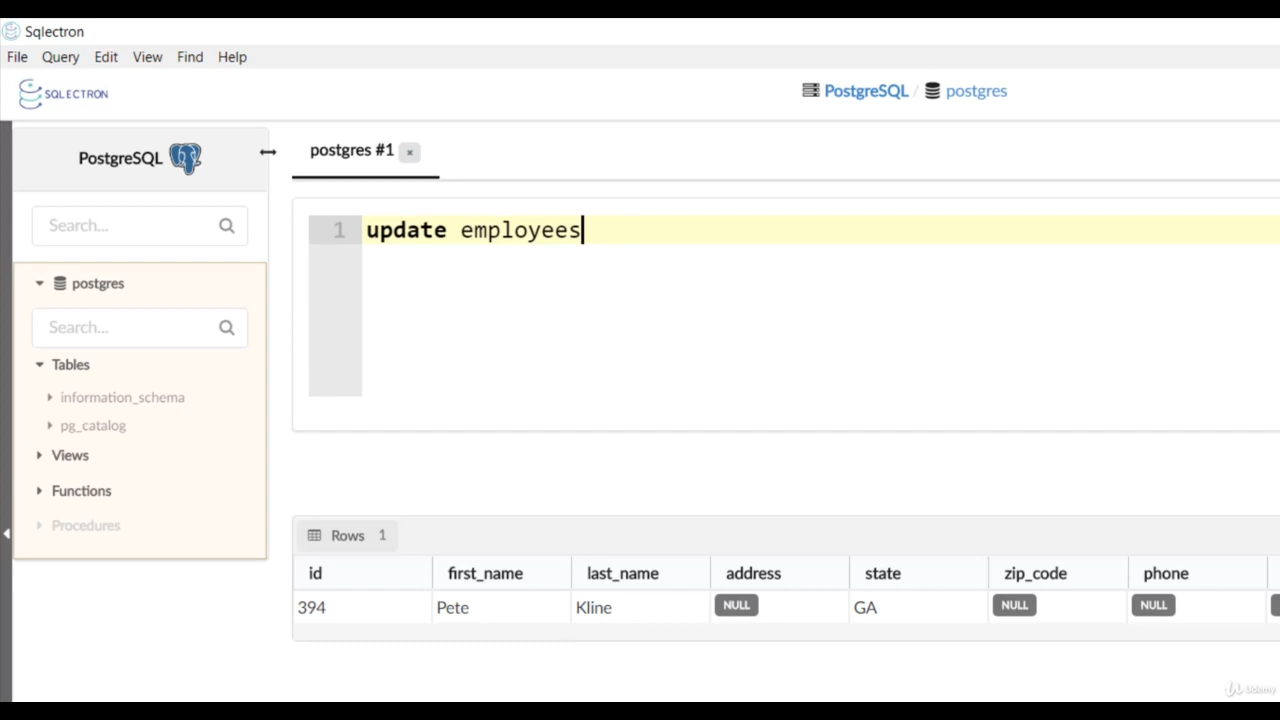 Sqlectron
File Query Edit View Find Help
SQLECTRON
PostgreSQL / postgres
PostgreSQL
postgres #1 ×
Search...
1 update employees
postgres
Search...
Tables
information_schema
pg_catalog
Views
Functions
Procedures
Rows 1
id first_name last_name address state zip_code phone
394 Pete Kline NULL GA NULL NULL
Udemy